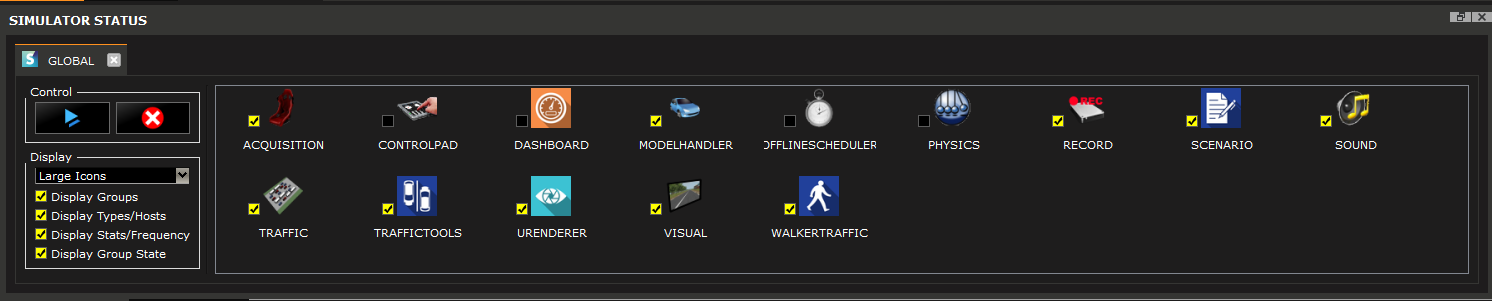 SIMULATOR STATUS
S GLOBAL
Control
Display
Large Icons
Display Groups
Display Types/Hosts
Display Stats/Frequency
Display Group State
ACQUISITION CONTROLPAD DASHBOARD MODELHANDLER OFFLINESCHEDULER PHYSICS REC RECORD SCENARIO SOUND
TRAFFIC TRAFFICTOOLS URENDERER VISUAL WALKERTRAFFIC